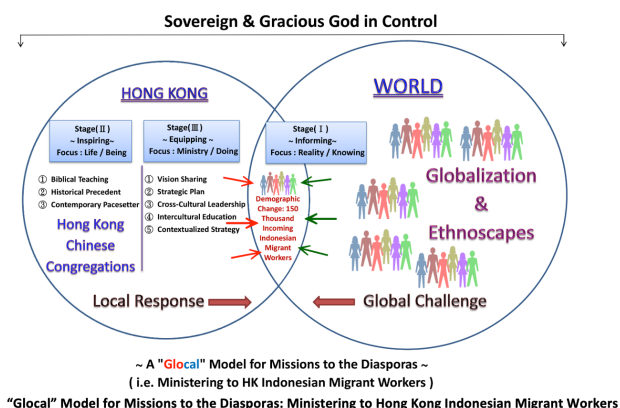 Sovereign & Gracious God in Control
HONG KONG
WORLD
Stage(Ⅱ)
~ Inspiring~
Focus : Life / Being
Stage(Ⅲ)
~ Equipping ~
Focus : Ministry / Doing
Stage(Ⅰ)
~ Informing~
Focus : Reality / Knowing
① Biblical Teaching
② Historical Precedent
③ Contemporary Pacesetter
① Vision Sharing
② Strategic Plan
③ Cross-Cultural Leadership
④ Intercultural Education
⑤ Contextualized Strategy
Demographic
Change: 150
Thousand
Incoming
Indonesian
Migrant
Workers
Hong Kong
Chinese
Congregations
Globalization
&
Ethnoscapes
Local Response
Global Challenge
~ A "Glocal" Model for Missions to the Diasporas ~
( i.e. Ministering to HK Indonesian Migrant Workers )
“Glocal” Model for Missions to the Diasporas: Ministering to Hong Kong Indonesian Migrant Workers